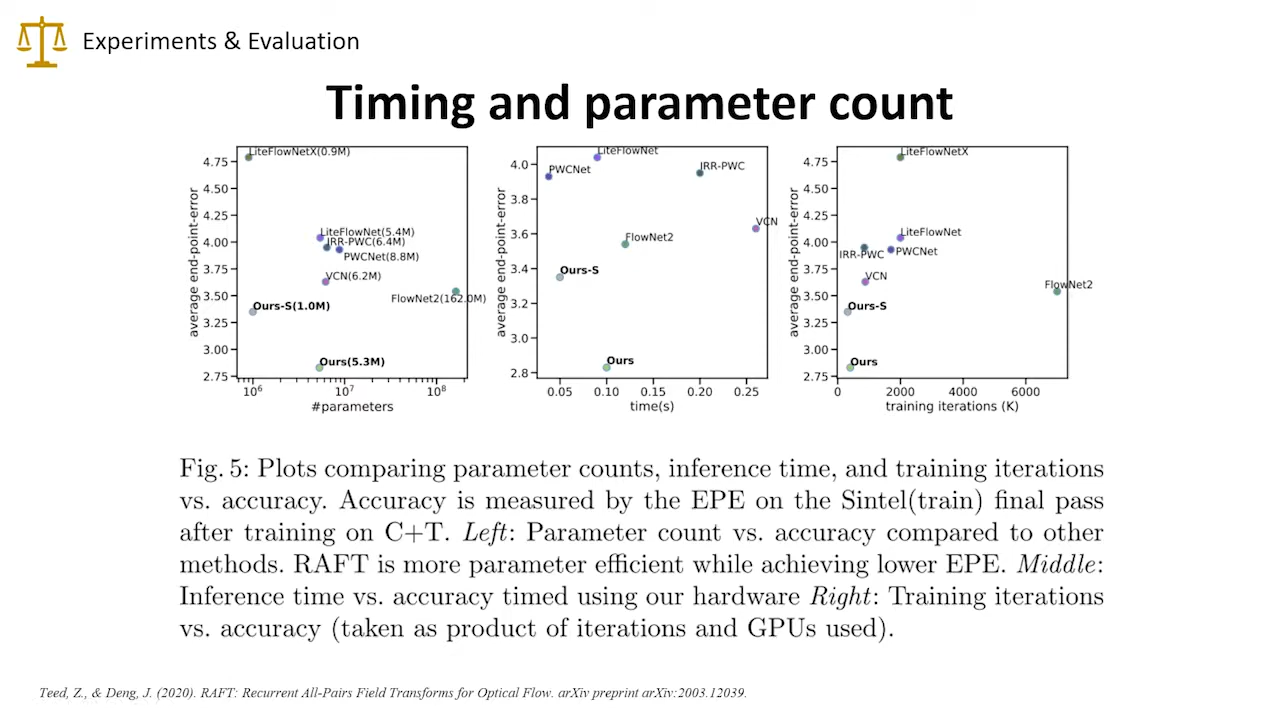 Experiments & Evaluation
Timing and parameter count
average end-point-error
4.75
4.50
4.25
4.00
3.75
3.50
3.25
3.00
2.75
LiteFlowNetX(0.9M)
LiteFlowNet(5.4M)
IRR-PWC(6.4M)
PWCNet(8.8M)
VCN(6.2M)
FlowNet2(162.0M)
Ours-S(1.0M)
Ours(5.3M)
10⁶
10⁷
10⁸
#parameters
average end-point-error
4.0
3.8
3.6
3.4
3.2
3.0
2.8
LiteFlowNet
PWCNet
IRR-PWC
VCN
FlowNet2
Ours-S
Ours
0.05
0.10
0.15
0.20
0.25
time(s)
average end-point-error
4.75
4.50
4.25
4.00
3.75
3.50
3.25
3.00
2.75
LiteFlowNetX
LiteFlowNet
IRR-PWC
PWCNet
VCN
FlowNet2
Ours-S
Ours
0
2000
4000
6000
training iterations (K)
Fig. 5: Plots comparing parameter counts, inference time, and training iterations
vs. accuracy. Accuracy is measured by the EPE on the Sintel(train) final pass
after training on C+T. Left: Parameter count vs. accuracy compared to other
methods. RAFT is more parameter efficient while achieving lower EPE. Middle:
Inference time vs. accuracy timed using our hardware Right: Training iterations
vs. accuracy (taken as product of iterations and GPUs used).
Teed, Z., & Deng, J. (2020). RAFT: Recurrent All-Pairs Field Transforms for Optical Flow. arXiv preprint arXiv:2003.12039.